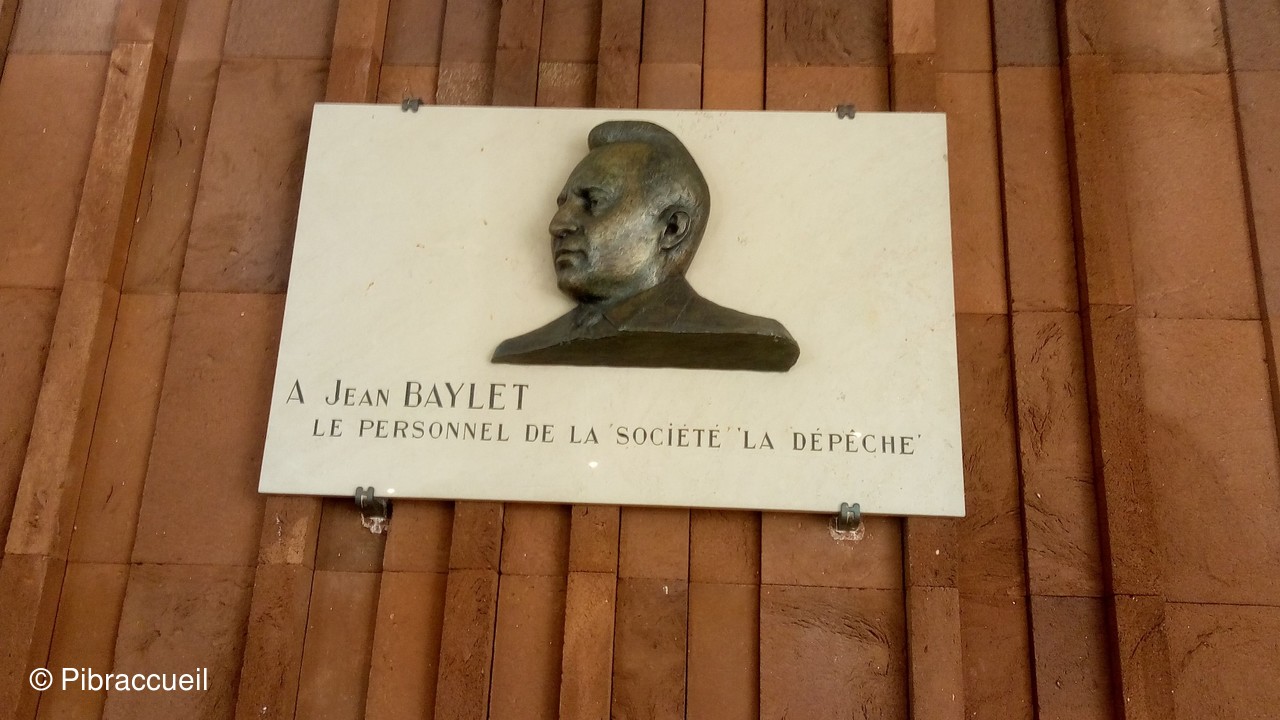 A JEAN BAYLET
LE PERSONNEL DE LA 'SOCIÉTÉ' 'LA DÉPÊCHE'
© Pibraccueil